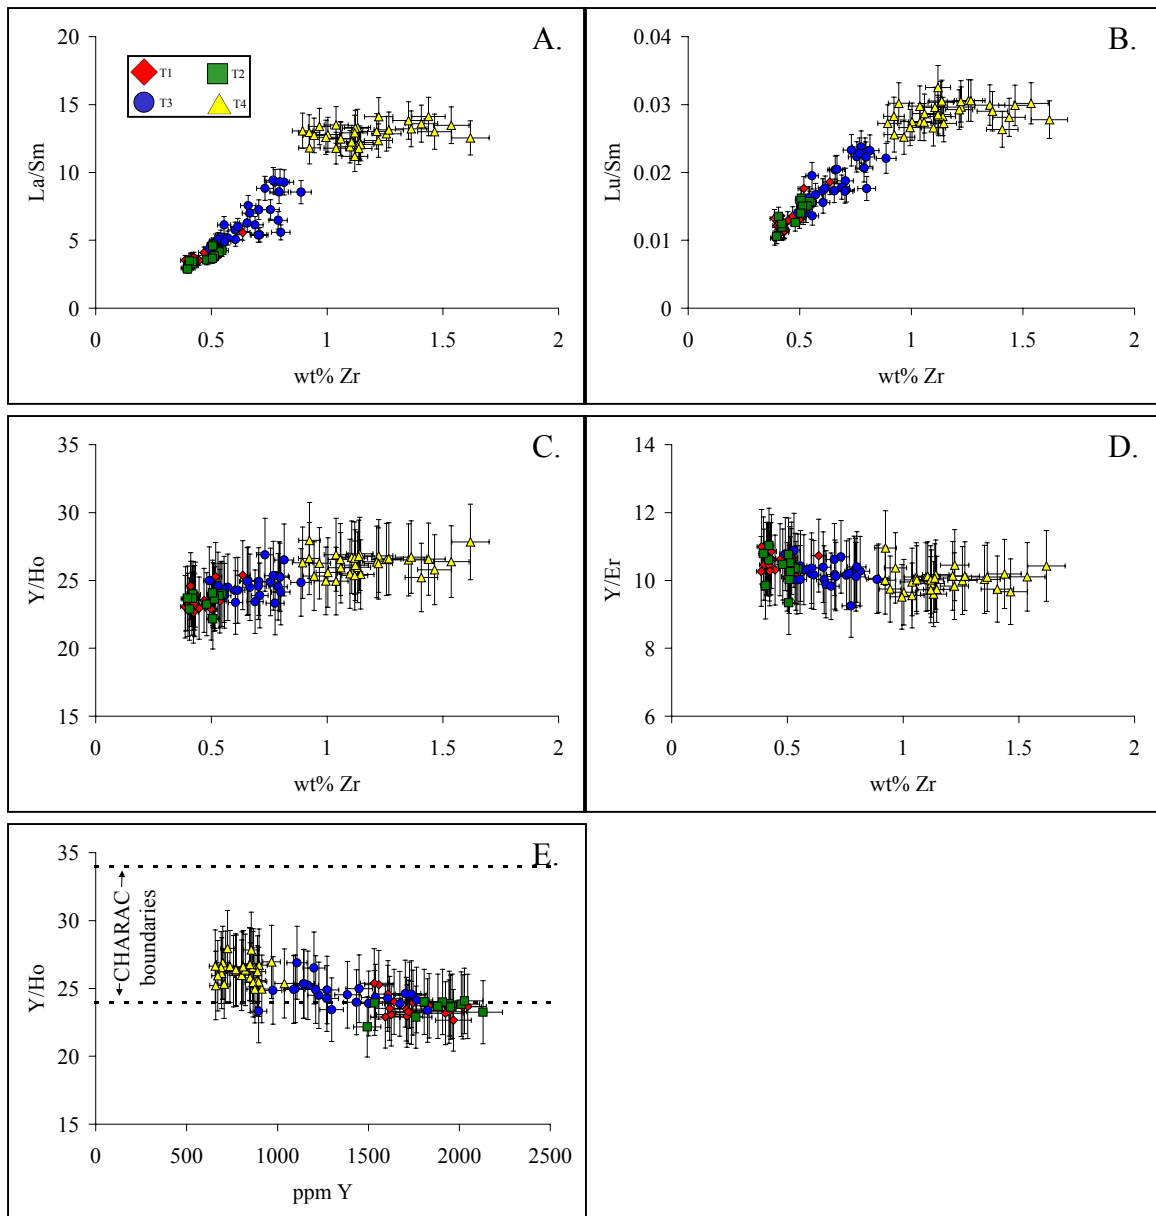 A.
20
15
10
5
0
La/Sm
T1
T2
T3
T4
0
0.5
1
1.5
2
wt% Zr
B.
0.04
0.03
0.02
0.01
0
Lu/Sm
0
0.5
1
1.5
2
wt% Zr
C.
35
30
25
20
15
Y/Ho
0
0.5
1
1.5
2
wt% Zr
D.
14
12
10
8
6
Y/Er
0
0.5
1
1.5
2
wt% Zr
E.
35
30
25
20
15
Y/Ho
CHARAC
boundaries
0
500
1000
1500
2000
2500
ppm Y